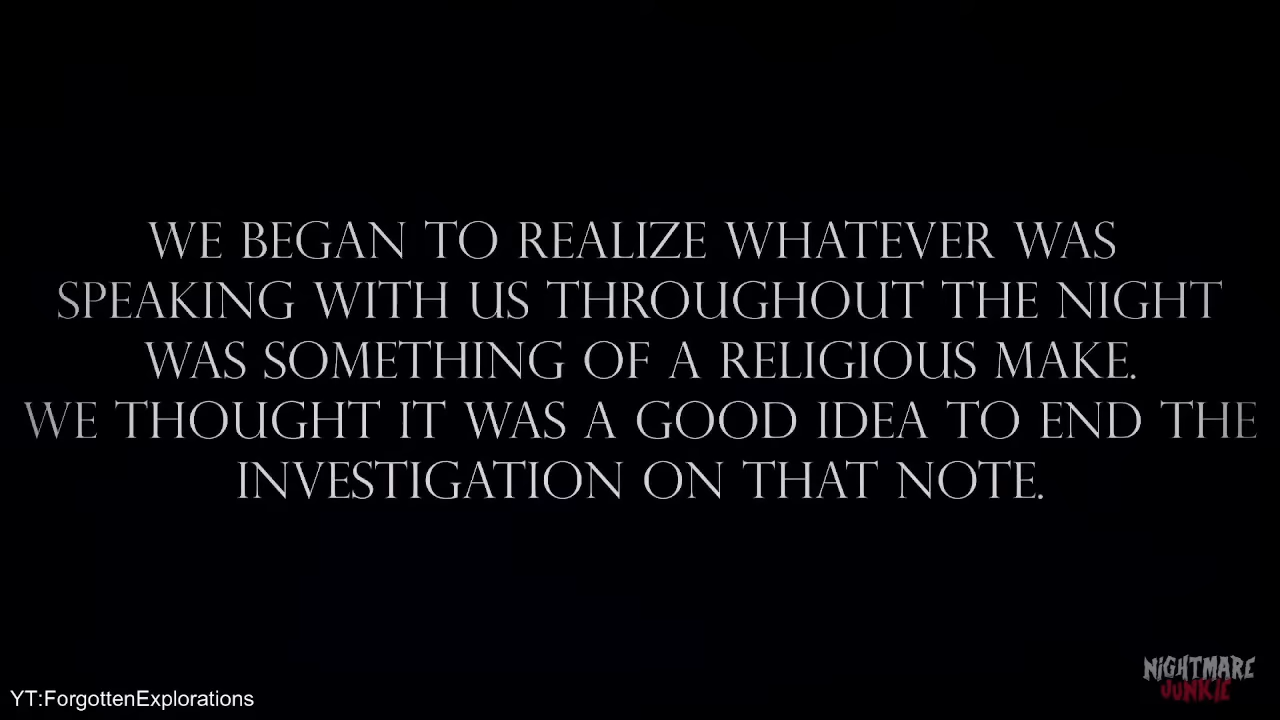 WE BEGAN TO REALIZE WHATEVER WAS
SPEAKING WITH US THROUGHOUT THE NIGHT
WAS SOMETHING OF A RELIGIOUS MAKE.
WE THOUGHT IT WAS A GOOD IDEA TO END THE
INVESTIGATION ON THAT NOTE.
NIGHTMARE
JUNKIE
YT:ForgottenExplorations